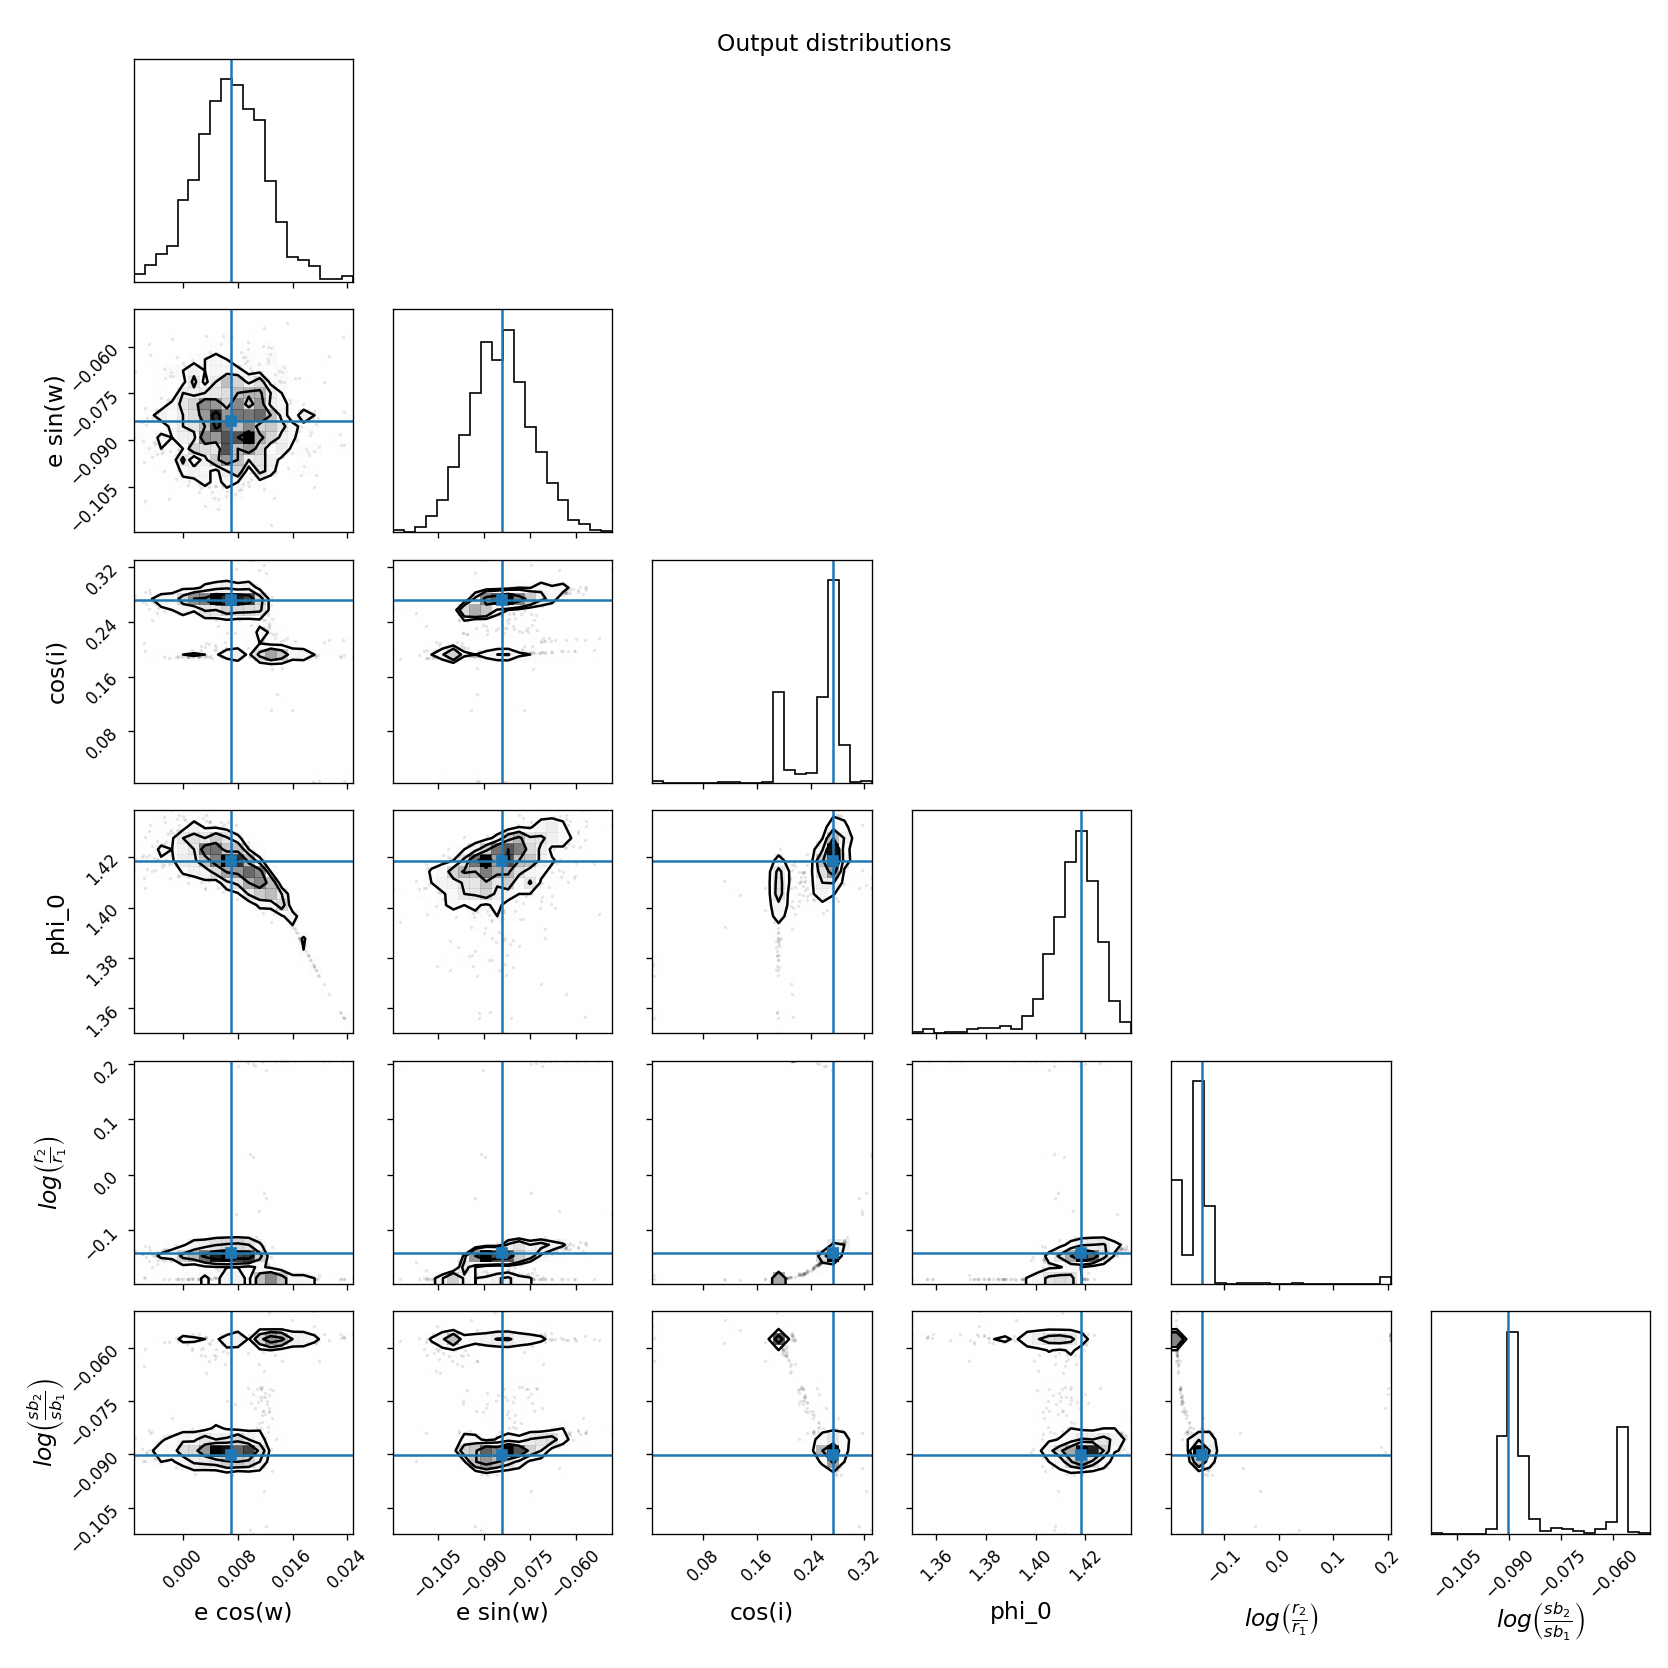 Output distributions
e sin(w)
−0.060
−0.075
−0.090
−0.105
cos(i)
0.32
0.24
0.16
0.08
phi_0
1.42
1.40
1.38
1.36
log(r₂/r₁)
0.2
0.1
0.0
−0.1
log(sb₂/sb₁)
−0.060
−0.075
−0.090
−0.105
0.000 0.008 0.016 0.024
−0.105 −0.090 −0.075 −0.060
0.08 0.16 0.24 0.32
1.36 1.38 1.40 1.42
−0.1 0.0 0.1 0.2
−0.105 −0.090 −0.075 −0.060
e cos(w) e sin(w) cos(i) phi_0 log(r₂/r₁) log(sb₂/sb₁)